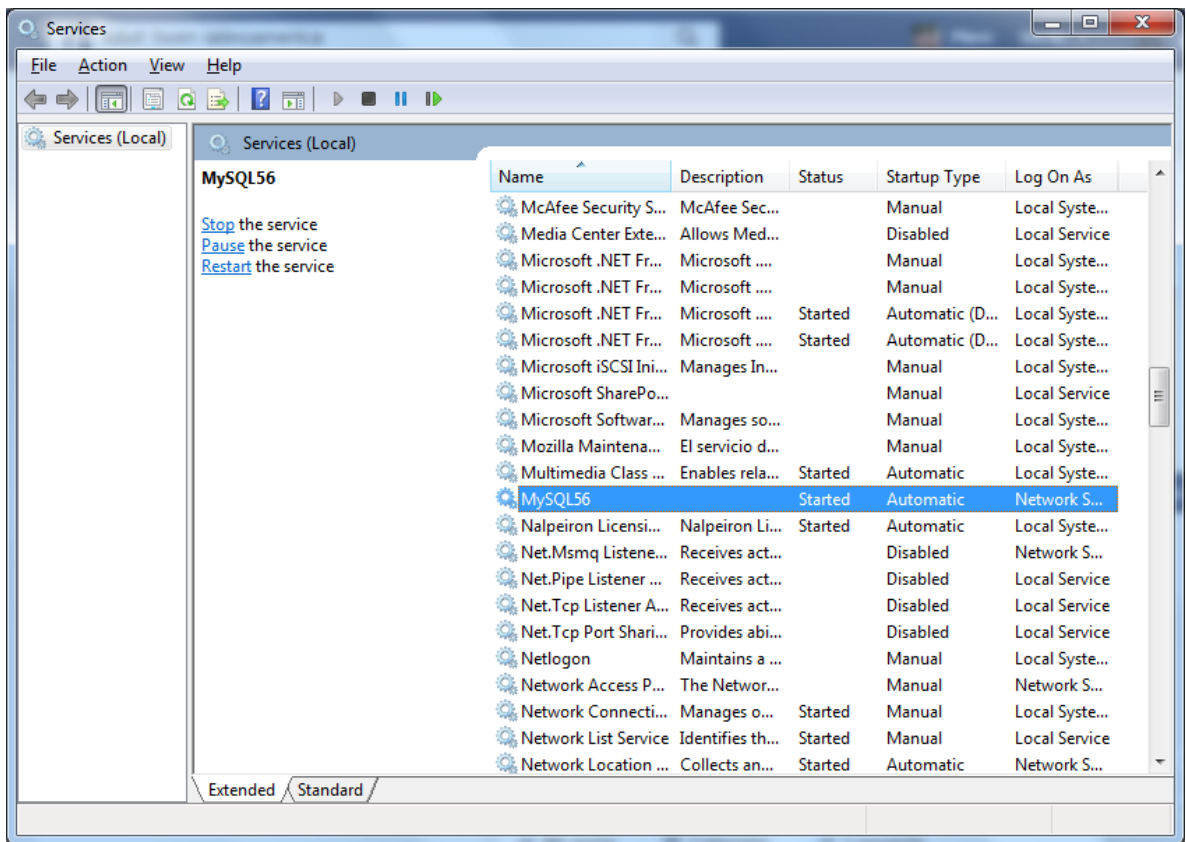 Services
File Action View Help
Services (Local)
Services (Local)
MySQL56
Stop the service
Pause the service
Restart the service
Name Description Status Startup Type Log On As
McAfee Security S... McAfee Sec... Manual Local Syste...
Media Center Exte... Allows Med... Disabled Local Service
Microsoft .NET Fr... Microsoft .... Manual Local Syste...
Microsoft .NET Fr... Microsoft .... Manual Local Syste...
Microsoft .NET Fr... Microsoft .... Started Automatic (D... Local Syste...
Microsoft .NET Fr... Microsoft .... Started Automatic (D... Local Syste...
Microsoft iSCSI Ini... Manages In... Manual Local Syste...
Microsoft SharePo... Manual Local Service
Microsoft Softwar... Manages so... Manual Local Syste...
Mozilla Maintena... El servicio d... Manual Local Syste...
Multimedia Class ... Enables rela... Started Automatic Local Syste...
MySQL56 Started Automatic Network S...
Nalpeiron Licensi... Nalpeiron Li... Started Automatic Local Syste...
Net.Msmq Listene... Receives act... Disabled Network S...
Net.Pipe Listener ... Receives act... Disabled Local Service
Net.Tcp Listener A... Receives act... Disabled Local Service
Net.Tcp Port Shari... Provides abi... Disabled Local Service
Netlogon Maintains a ... Manual Local Syste...
Network Access P... The Networ... Manual Network S...
Network Connecti... Manages o... Started Manual Local Syste...
Network List Service Identifies th... Started Manual Local Service
Network Location ... Collects an... Started Automatic Network S...
Extended Standard